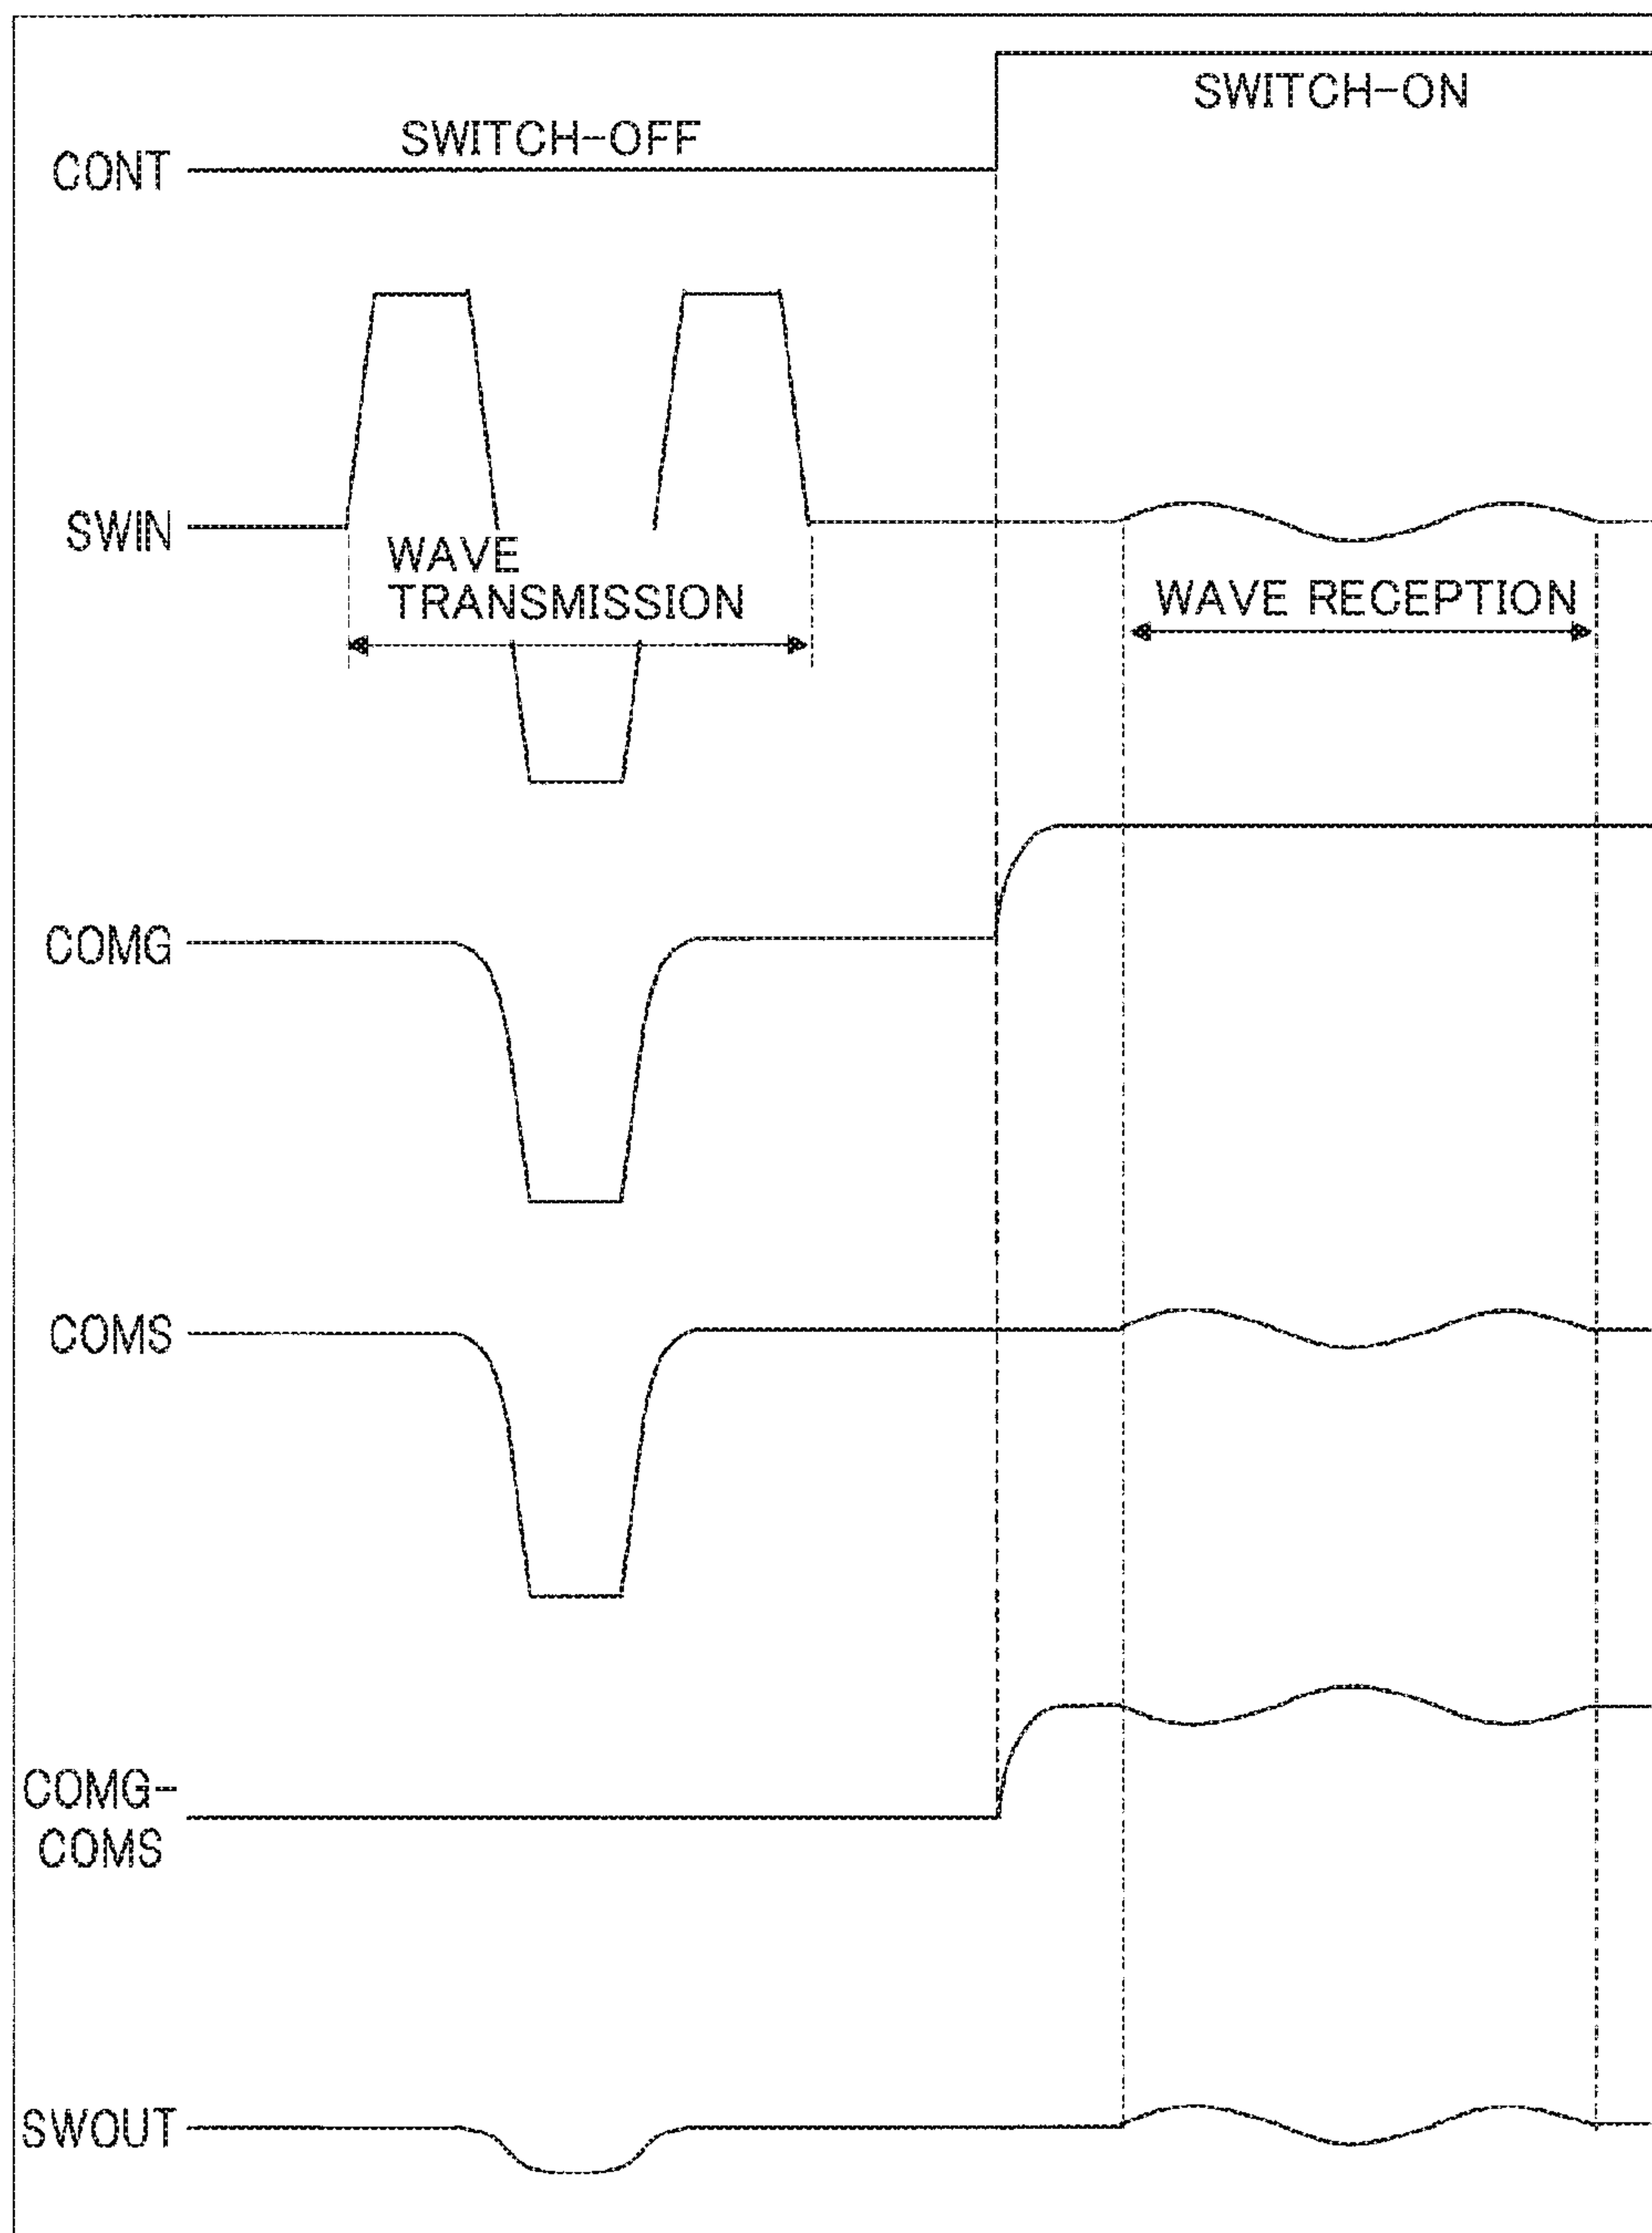 SWITCH-ON
SWITCH-OFF
CONT
SWIN
WAVE
TRANSMISSION
WAVE RECEPTION
COMG
COMS
COMG-
COMS
SWOUT